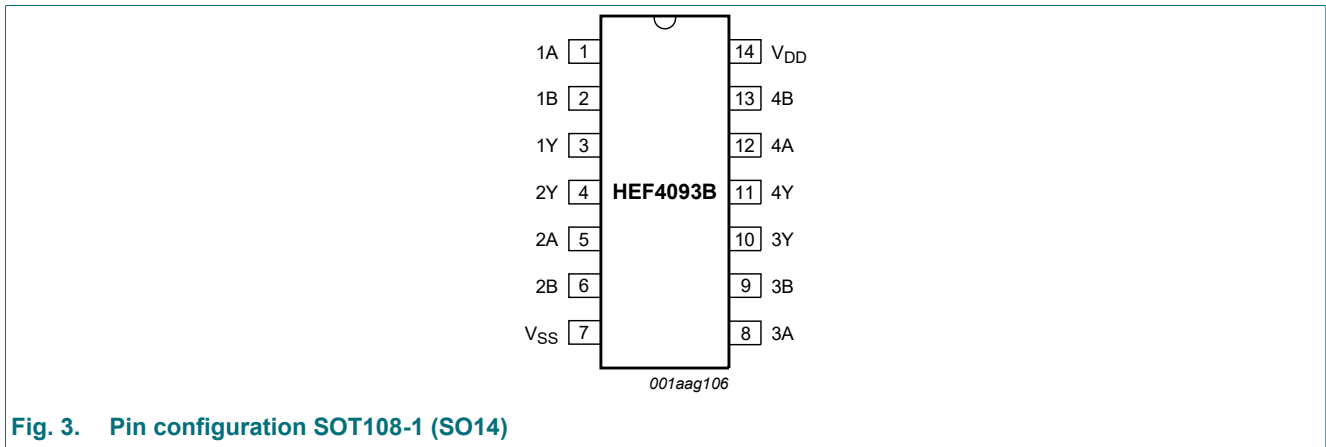 1A 1 14 VDD
1B 2 13 4B
1Y 3 12 4A
2Y 4 HEF4093B 11 4Y
2A 5 10 3Y
2B 6 9 3B
VSS 7 8 3A
001aag106
Fig. 3. Pin configuration SOT108-1 (SO14)